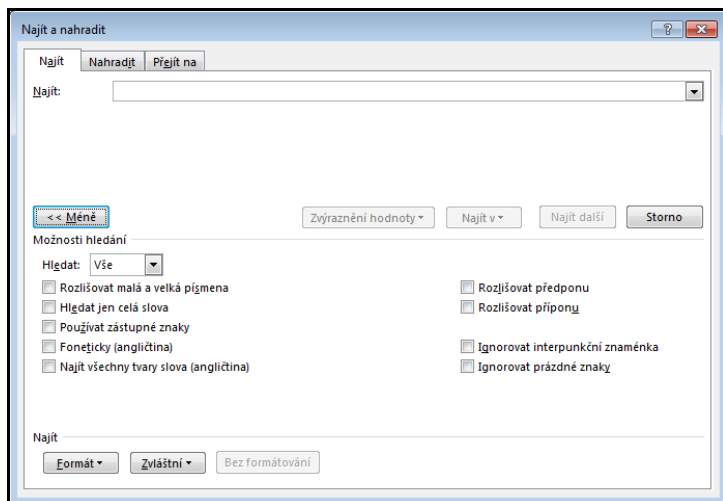 Najít a nahradit
Najít Nahradit Přejít na
Najít:
<< Méně Zvýraznění hodnoty Najít v Najít další Storno
Možnosti hledání
Hledat: Vše
Rozlišovat malá a velká písmena Rozlišovat předponu
Hledat jen celá slova Rozlišovat příponu
Používat zástupné znaky
Foneticky (angličtina) Ignorovat interpunkční znaménka
Najít všechny tvary slova (angličtina) Ignorovat prázdné znaky
Najít
Formát Zvláštní Bez formátování